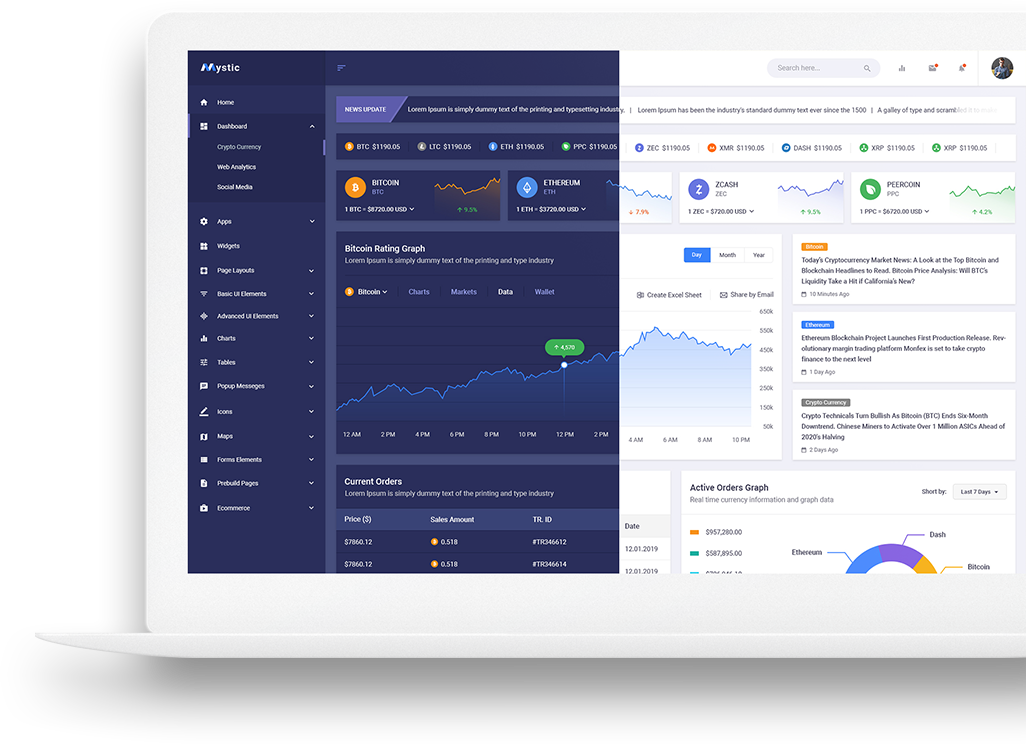 Mystic
Search here...
Home
Dashboard
Crypto Currency
Web Analytics
Social Media
Apps
Widgets
Page Layouts
Basic UI Elements
Advanced UI Elements
Charts
Tables
Popup Messeges
Icons
Maps
Forms Elements
Prebuild Pages
Ecommerce
NEWS UPDATE
Lorem Ipsum is simply dummy text of the printing and typesetting industry. | Lorem Ipsum has been the industry's standard dummy text ever since the 1500 | A galley of type and scrambled it to
BTC $1190.05
LTC $1190.05
ETH $1190.05
PPC $1190.05
ZEC $1190.05
XMR $1190.05
DASH $1190.05
XRP $1190.05
XRP $1190.05
BITCOIN
BTC
1 BTC = $8720.00 USD
↑ 9.5%
ETHEREUM
ETH
1 ETH = $3720.00 USD
↓ 7.9%
ZCASH
ZEC
1 ZEC = $720.00 USD
↑ 9.5%
PEERCOIN
PPC
1 PPC = $6720.00 USD
↑ 4.2%
Bitcoin Rating Graph
Lorem Ipsum is simply dummy text of the printing and type industry
Day Month Year
Bitcoin
Charts
Markets
Data
Wallet
Create Excel Sheet
Share by Email
650k
550k
450k
350k
250k
150k
50k
↑ 4,570
12 AM 2 PM 4 PM 6 PM 8 PM 10 PM 12 PM 2 PM 4 AM 6 AM 8 AM 10 PM
Bitcoin
Today's Cryptocurrency Market News: A Look at the Top Bitcoin and
Blockchain Headlines to Read. Bitcoin Price Analysis: Will BTC's
Liquidity Take a Hit if California's New?
10 Minutes Ago
Ethereum
Ethereum Blockchain Project Launches First Production Release. Rev-
olutionary margin trading platform Monfex is set to take crypto
finance to the next level
1 Day Ago
Crypto Currency
Crypto Technicals Turn Bullish As Bitcoin (BTC) Ends Six-Month
Downtrend. Chinese Miners to Activate Over 1 Million ASICs Ahead of
2020's Halving
2 Days Ago
Current Orders
Lorem Ipsum is simply dummy text of the printing and type industry
Price ($) Sales Amount TR. ID Date
$7860.12 0.518 #TR346612 12.01.2019
$7860.12 0.518 #TR346614 12.01.2019
Active Orders Graph
Real time currency information and graph data
Short by:
Last 7 Days
$957,280.00
$587,895.00
Ethereum
Dash
Bitcoin